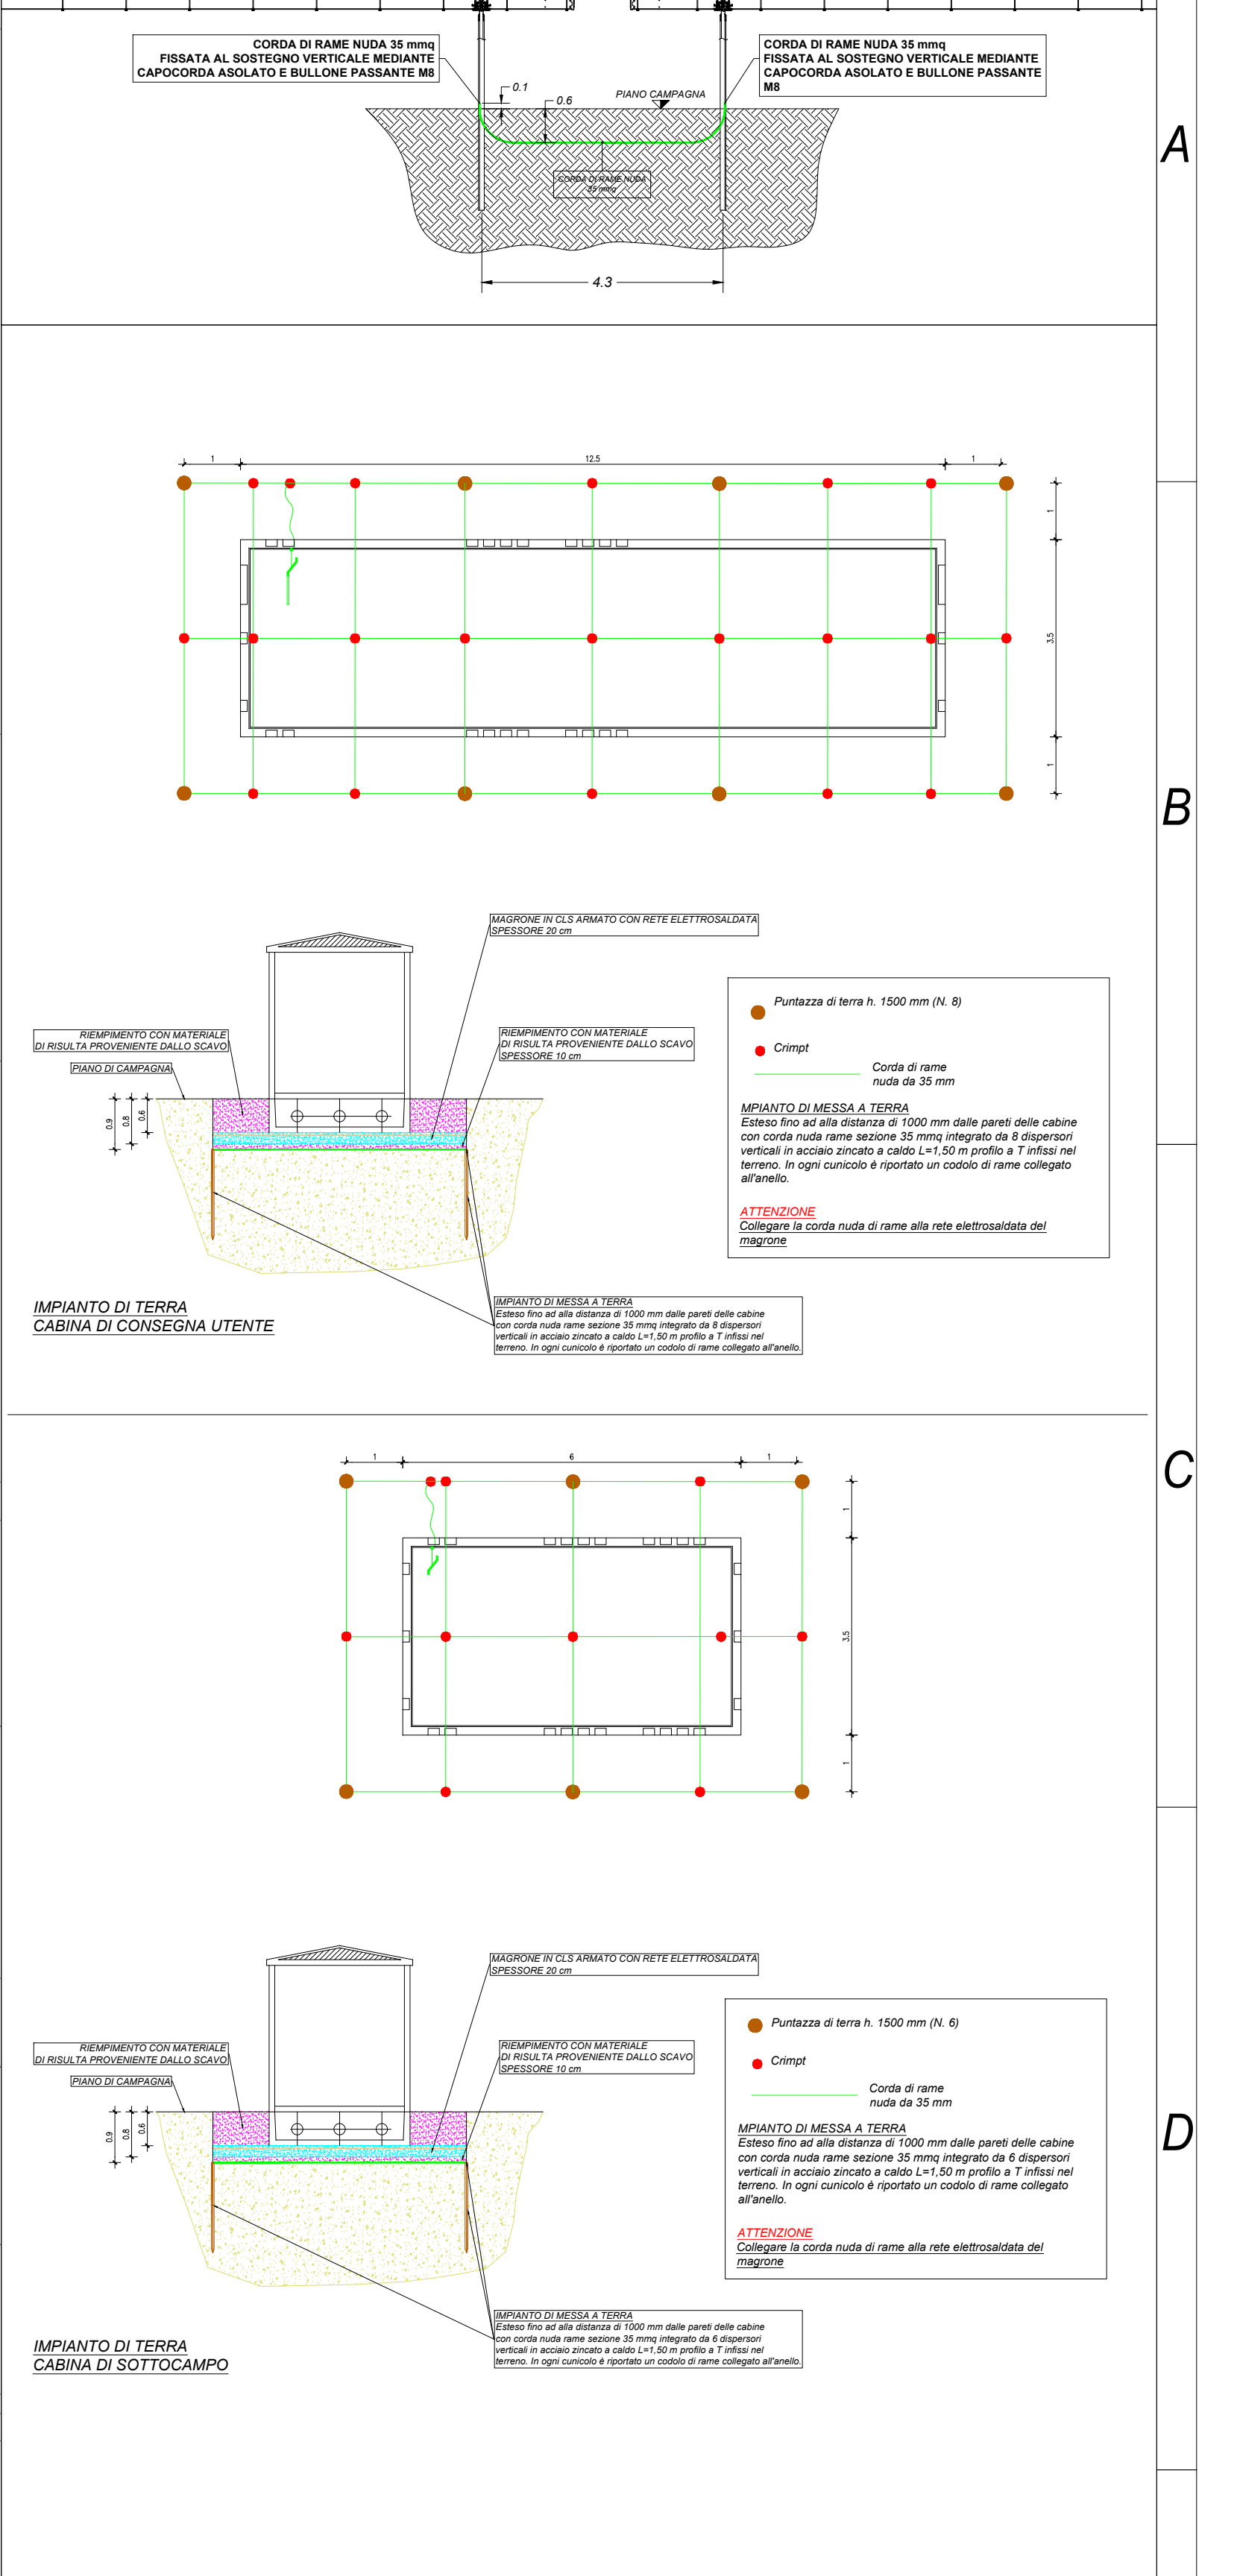 CORDA DI RAME NUDA 35 mmq
FISSATA AL SOSTEGNO VERTICALE MEDIANTE
CAPOCORDA ASOLATO E BULLONE PASSANTE M8
CORDA DI RAME NUDA 35 mmq
FISSATA AL SOSTEGNO VERTICALE MEDIANTE
CAPOCORDA ASOLATO E BULLONE PASSANTE
M8
0.1
0.6
PIANO CAMPAGNA
CORDA DI RAME NUDA
35 mmq
4.3
A
1
12.5
1
1
3.5
1
B
MAGRONE IN CLS ARMATO CON RETE ELETTROSALDATA
SPESSORE 20 cm
RIEMPIMENTO CON MATERIALE
DI RISULTA PROVENIENTE DALLO SCAVO
PIANO DI CAMPAGNA
RIEMPIMENTO CON MATERIALE
DI RISULTA PROVENIENTE DALLO SCAVO
SPESSORE 10 cm
0.9
0.8
0.6
Puntazza di terra h. 1500 mm (N. 8)
Crimpt
Corda di rame
nuda da 35 mm
MPIANTO DI MESSA A TERRA
Esteso fino ad alla distanza di 1000 mm dalle pareti delle cabine
con corda nuda rame sezione 35 mmq integrato da 8 dispersori
verticali in acciaio zincato a caldo L=1,50 m profilo a T infissi nel
terreno. In ogni cunicolo è riportato un codolo di rame collegato
all'anello.
ATTENZIONE
Collegare la corda nuda di rame alla rete elettrosaldata del
magrone
IMPIANTO DI TERRA
CABINA DI CONSEGNA UTENTE
IMPIANTO DI MESSA A TERRA
Esteso fino ad alla distanza di 1000 mm dalle pareti delle cabine
con corda nuda rame sezione 35 mmq integrato da 8 dispersori
verticali in acciaio zincato a caldo L=1,50 m profilo a T infissi nel
terreno. In ogni cunicolo è riportato un codolo di rame collegato all'anello.
1
6
1
1
3.5
1
C
MAGRONE IN CLS ARMATO CON RETE ELETTROSALDATA
SPESSORE 20 cm
RIEMPIMENTO CON MATERIALE
DI RISULTA PROVENIENTE DALLO SCAVO
PIANO DI CAMPAGNA
RIEMPIMENTO CON MATERIALE
DI RISULTA PROVENIENTE DALLO SCAVO
SPESSORE 10 cm
0.9
0.8
0.6
Puntazza di terra h. 1500 mm (N. 6)
Crimpt
Corda di rame
nuda da 35 mm
MPIANTO DI MESSA A TERRA
Esteso fino ad alla distanza di 1000 mm dalle pareti delle cabine
con corda nuda rame sezione 35 mmq integrato da 6 dispersori
verticali in acciaio zincato a caldo L=1,50 m profilo a T infissi nel
terreno. In ogni cunicolo è riportato un codolo di rame collegato
all'anello.
ATTENZIONE
Collegare la corda nuda di rame alla rete elettrosaldata del
magrone
D
IMPIANTO DI TERRA
CABINA DI SOTTOCAMPO
IMPIANTO DI MESSA A TERRA
Esteso fino ad alla distanza di 1000 mm dalle pareti delle cabine
con corda nuda rame sezione 35 mmq integrato da 6 dispersori
verticali in acciaio zincato a caldo L=1,50 m profilo a T infissi nel
terreno. In ogni cunicolo è riportato un codolo di rame collegato all'anello.